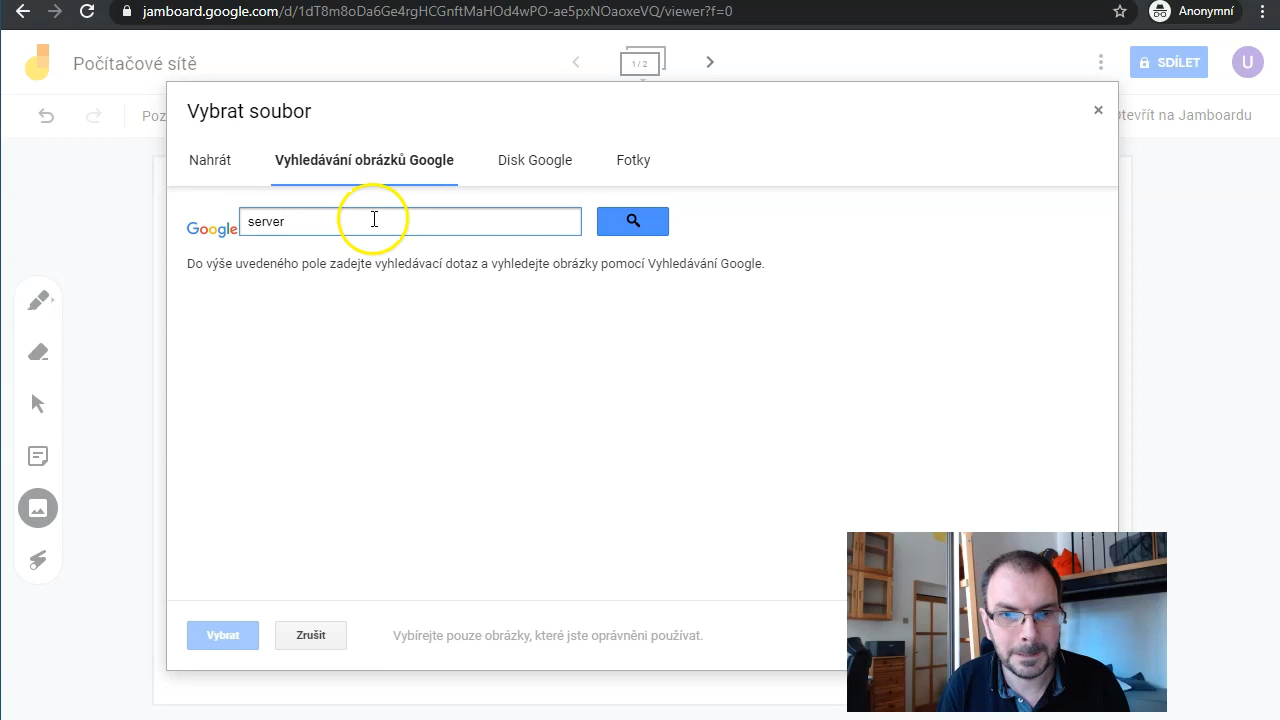 jamboard.google.com/d/1dT8m8oDa6Ge4rgHCGnftMaHOd4wPO-ae5pxNOaoxeVQ/viewer?f=0
Anonymní
Počítačové sítě
1 / 2
SDÍLET
U
Poz
Otevřít na Jamboardu
Vybrat soubor
×
Nahrát
Vyhledávání obrázků Google
Disk Google
Fotky
Google
server
Do výše uvedeného pole zadejte vyhledávací dotaz a vyhledejte obrázky pomocí Vyhledávání Google.
Vybrat
Zrušit
Vybírejte pouze obrázky, které jste oprávněni používat.